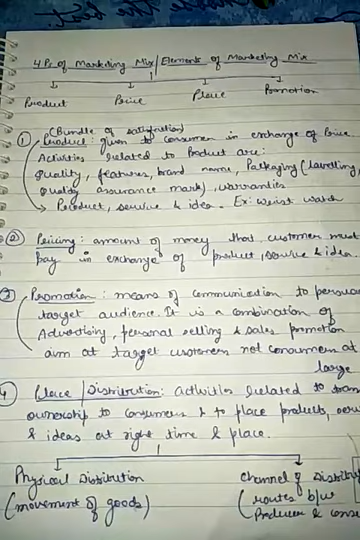 4 Ps of Marketing Mix/Elements of Marketing Mix
Product Price Place Promotion
(Bundle of satisfaction)
① Product: given to consumer in exchange of Price
Activities related to Product are:
Quality, features, brand name, Packaging (labelling,
quality assurance mark), warranties
→ Product, service & idea. Ex: wrist watch
② Pricing: amount of money that customer must
pay in exchange of product, service & idea.
③ Promotion: means of communication to persua
target audience. It is a combination of
Advertising, personal selling & sales promotion
aim at target customers not consumers at
large
④ Place/Distribution: activities related to tran
ownership to consumers & to place products, serv
& ideas at right time & place.
Physical Distribution Channel of Distribu
(movement of goods) (routes b/w
Producer & cons